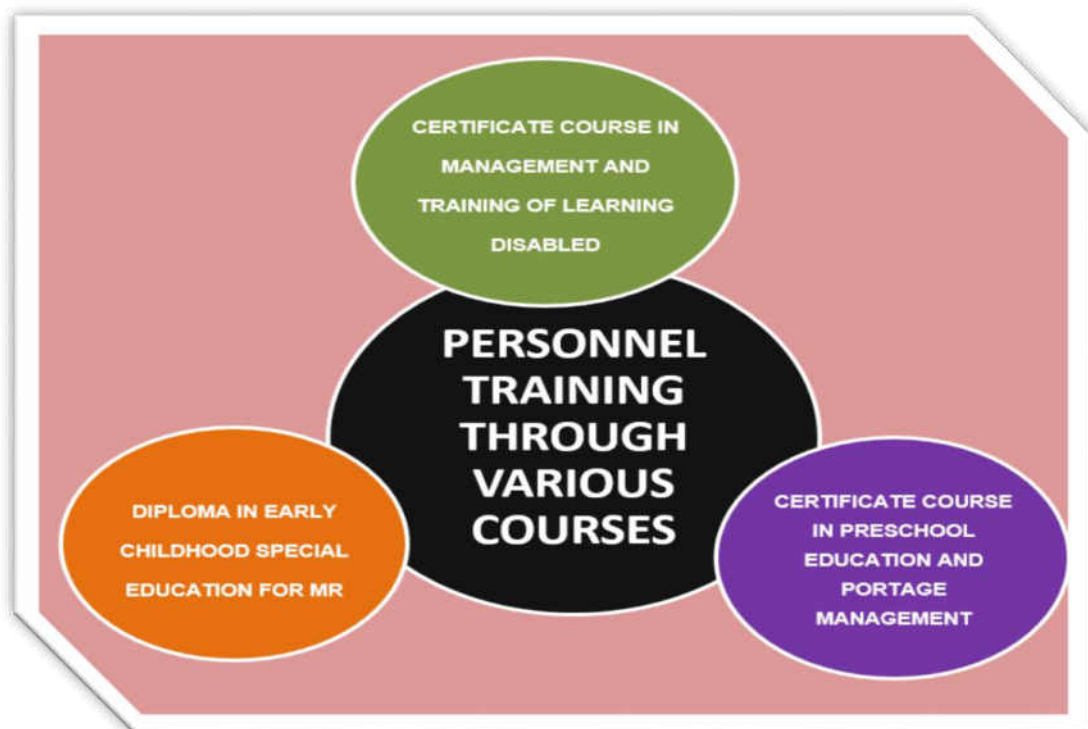 CERTIFICATE COURSE IN
MANAGEMENT AND
TRAINING OF LEARNING
DISABLED
PERSONNEL
TRAINING
THROUGH
VARIOUS
COURSES
DIPLOMA IN EARLY
CHILDHOOD SPECIAL
EDUCATION FOR MR
CERTIFICATE COURSE
IN PRESCHOOL
EDUCATION AND
PORTAGE
MANAGEMENT